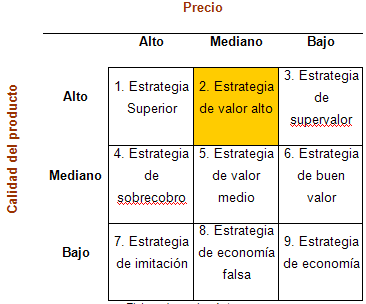 Precio
Alto Mediano Bajo
Calidad del producto
Alto
1. Estrategia
Superior
2. Estrategia
de valor alto
3. Estrategia
de
supervalor
Mediano
4. Estrategia
de
sobrecobro
5. Estrategia
de valor
medio
6. Estrategia
de buen
valor
Bajo
7. Estrategia
de imitación
8. Estrategia
de economía
falsa
9. Estrategia
de economía